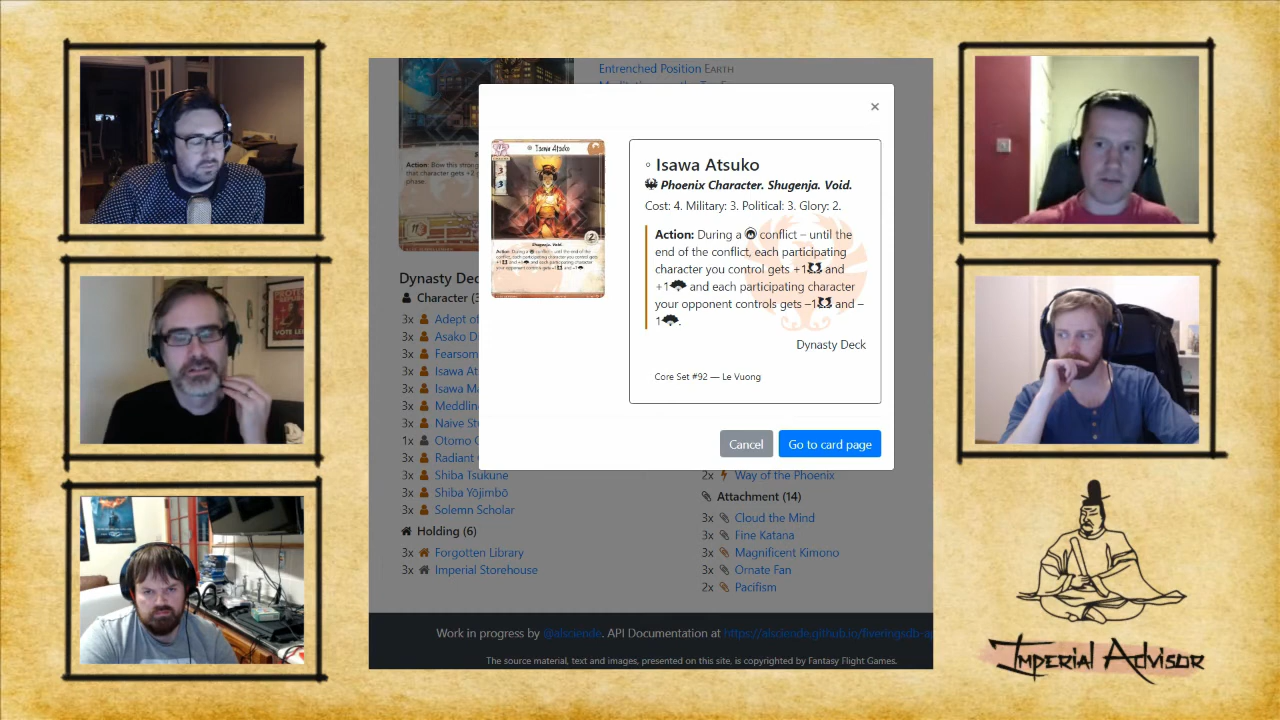 Entrenched Position EARTH
×
Isawa Atsuko
3
3
2
Shugenja. Void.
Isawa Atsuko
Phoenix Character. Shugenja. Void.
Cost: 4. Military: 3. Political: 3. Glory: 2.
Action: During a conflict – until the
end of the conflict, each participating
character you control gets +1 and
+1 and each participating character
your opponent controls gets –1 and –
1.
Dynasty Deck
Core Set #92 — Le Vuong
Cancel
Go to card page
Action: Bow this
that character gets +2
phase.
Dynasty Dec
Character (3
3x Adept of
3x Asako D
3x Fearsom
3x Isawa At
3x Isawa M
3x Meddlin
3x Naive St
1x Otomo
3x Radiant
3x Shiba Tsukune
3x Shiba Yōjimbō
3x Solemn Scholar
Holding (6)
3x Forgotten Library
3x Imperial Storehouse
2x Way of the Phoenix
Attachment (14)
3x Cloud the Mind
3x Fine Katana
3x Magnificent Kimono
3x Ornate Fan
2x Pacifism
Work in progress by @alsciende. API Documentation at https://alsciende.github.io/fiveringsdb-ap
The source material, text and images, presented on this site, is copyrighted by Fantasy Flight Games.
Imperial Advisor